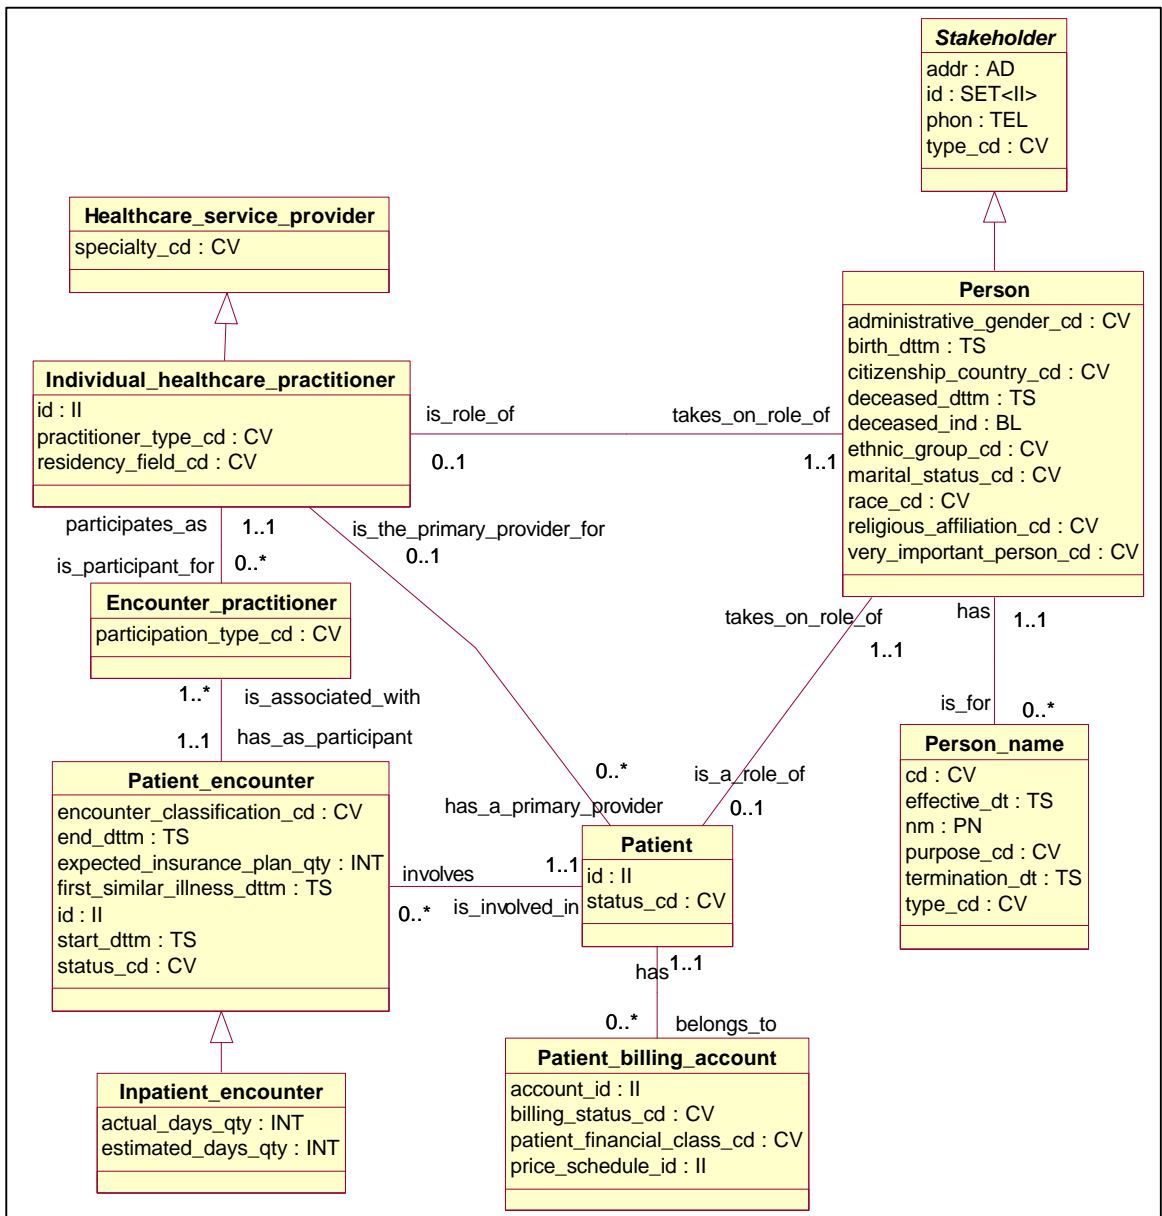 Stakeholder
addr : AD
id : SET<II>
phon : TEL
type_cd : CV
Healthcare_service_provider
specialty_cd : CV
Person
administrative_gender_cd : CV
birth_dttm : TS
citizenship_country_cd : CV
deceased_dttm : TS
deceased_ind : BL
ethnic_group_cd : CV
marital_status_cd : CV
race_cd : CV
religious_affiliation_cd : CV
very_important_person_cd : CV
Individual_healthcare_practitioner
id : II
practitioner_type_cd : CV
residency_field_cd : CV
is_role_of
takes_on_role_of
0..1
1..1
participates_as
1..1
is_the_primary_provider_for
0..1
is_participant_for
0..*
Encounter_practitioner
participation_type_cd : CV
takes_on_role_of
1..1
has
1..1
1..*
is_associated_with
1..1
has_as_participant
is_for
0..*
Person_name
cd : CV
effective_dt : TS
nm : PN
purpose_cd : CV
termination_dt : TS
type_cd : CV
Patient_encounter
encounter_classification_cd : CV
end_dttm : TS
expected_insurance_plan_qty : INT
first_similar_illness_dttm : TS
id : II
start_dttm : TS
status_cd : CV
0..*
has_a_primary_provider
is_a_role_of
0..1
Patient
id : II
status_cd : CV
involves
1..1
0..*
is_involved_in
has
1..1
0..*
belongs_to
Patient_billing_account
account_id : II
billing_status_cd : CV
patient_financial_class_cd : CV
price_schedule_id : II
Inpatient_encounter
actual_days_qty : INT
estimated_days_qty : INT